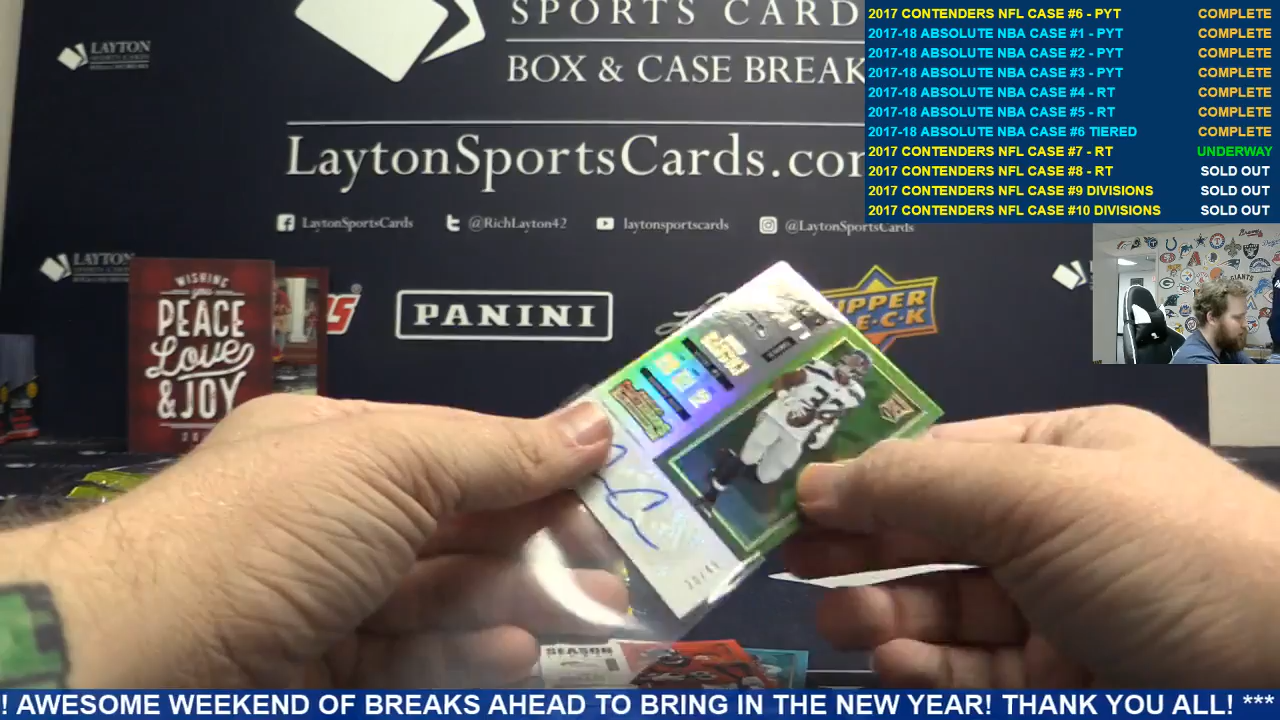 SPORTS CARD
BOX & CASE BREAK
LaytonSportsCards.co
LaytonSportsCards
@RichLayton42
laytonsportscards
@LaytonSportsCards
LAYTON
LAYTON
PANINI
UPPER
WISHING
you
PEACE
Love
& JOY
SEASON
2017 CONTENDERS NFL CASE #6 - PYT COMPLETE
2017-18 ABSOLUTE NBA CASE #1 - PYT COMPLETE
2017-18 ABSOLUTE NBA CASE #2 - PYT COMPLETE
2017-18 ABSOLUTE NBA CASE #3 - PYT COMPLETE
2017-18 ABSOLUTE NBA CASE #4 - RT COMPLETE
2017-18 ABSOLUTE NBA CASE #5 - RT COMPLETE
2017-18 ABSOLUTE NBA CASE #6 TIERED COMPLETE
2017 CONTENDERS NFL CASE #7 - RT UNDERWAY
2017 CONTENDERS NFL CASE #8 - RT SOLD OUT
2017 CONTENDERS NFL CASE #9 DIVISIONS SOLD OUT
2017 CONTENDERS NFL CASE #10 DIVISIONS SOLD OUT
! AWESOME WEEKEND OF BREAKS AHEAD TO BRING IN THE NEW YEAR! THANK YOU ALL! ***